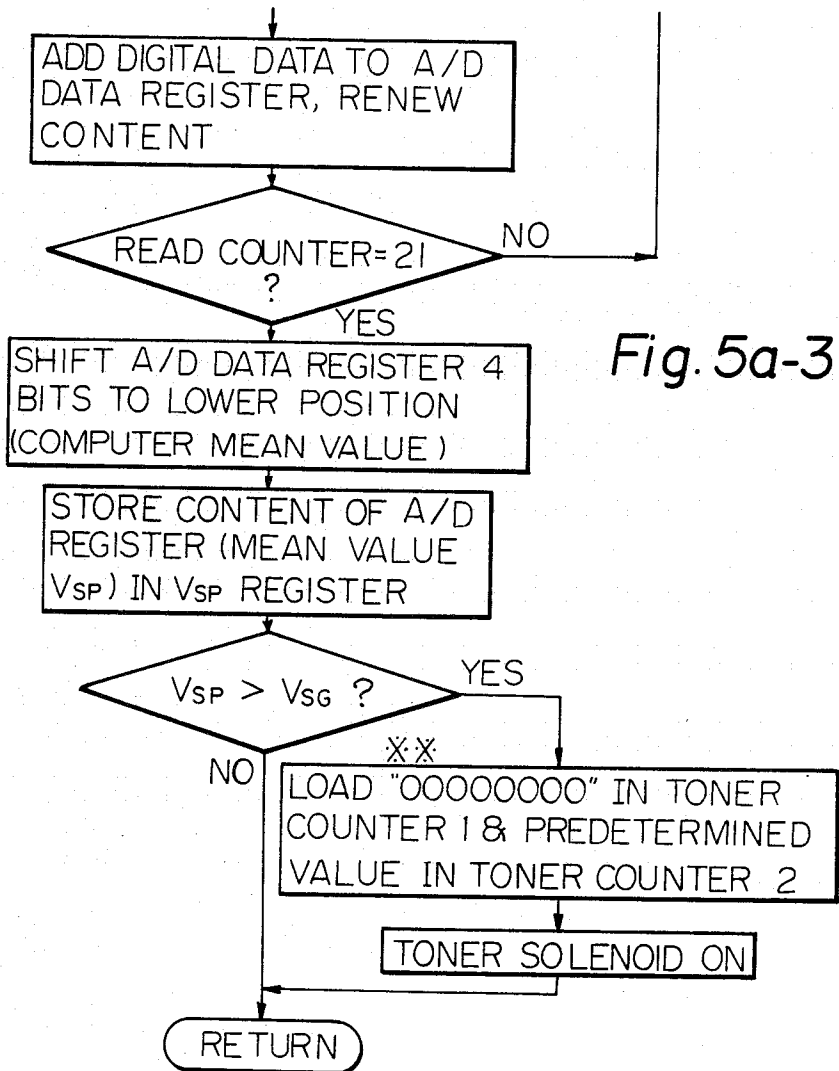 ADD DIGITAL DATA TO A/D
DATA REGISTER, RENEW
CONTENT
READ COUNTER=21
?
NO
YES
SHIFT A/D DATA REGISTER 4
BITS TO LOWER POSITION
(COMPUTER MEAN VALUE)
Fig. 5a-3
STORE CONTENT OF A/D
REGISTER (MEAN VALUE
VSP) IN VSP REGISTER
VSP > VSG ?
YES
NO
※※
LOAD "00000000" IN TONER
COUNTER 1 & PREDETERMINED
VALUE IN TONER COUNTER 2
TONER SOLENOID ON
RETURN